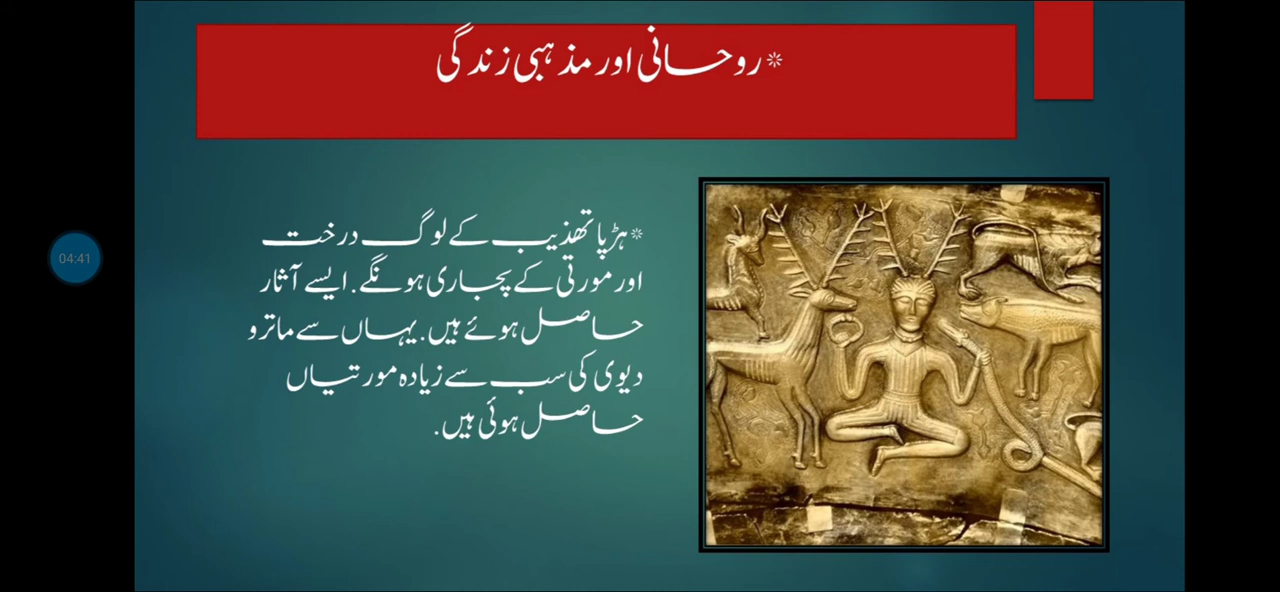 *روحانی اور مذہبی زندگی
*ہڑپا تھذیب کے لوگ درخت
اور مورتی کے پجاری ہونگے. ایسے آثار
حاصل ہوئے ہیں. یہاں سے ماترو
دیوی کی سب سے زیادہ مورتیاں
حاصل ہوئی ہیں.
04:41